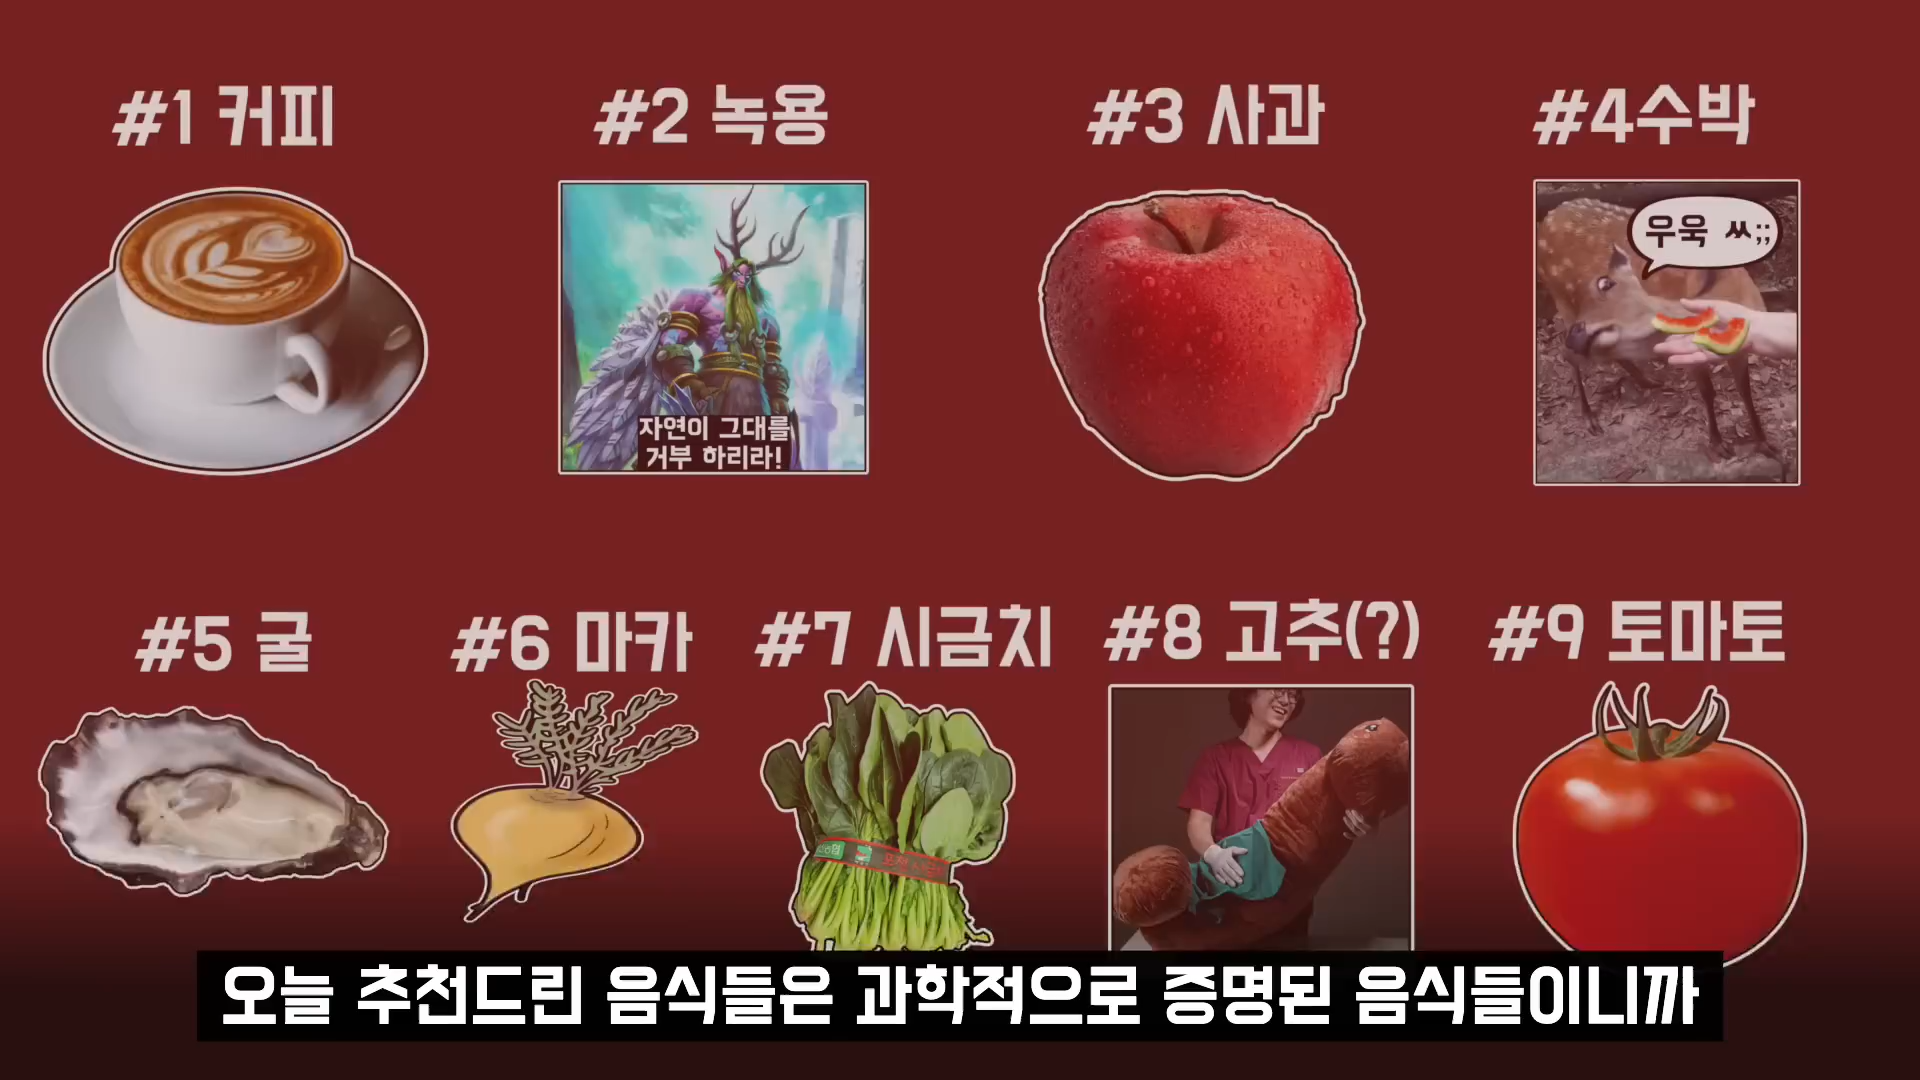 #1 커피
#2 녹용
#3 사과
#4수박
우욱 ㅆ;;
자연이 그대를
거부 하리라!
#5 굴
#6 마카
#7 시금치
#8 고추(?)
#9 토마토
오늘 추천드린 음식들은 과학적으로 증명된 음식들이니까